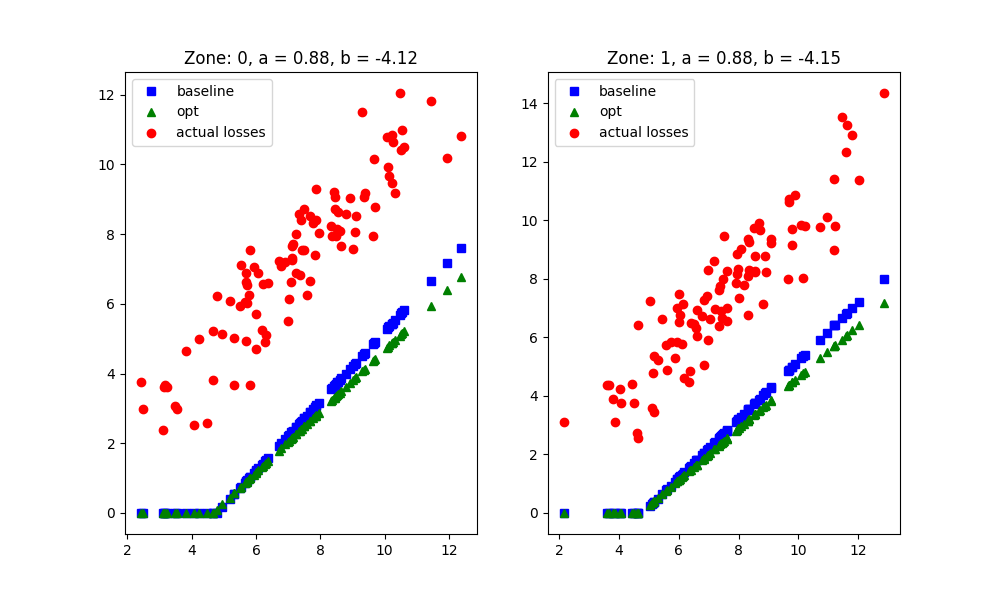 Zone: 0, a = 0.88, b = -4.12
baseline
opt
actual losses
12
10
8
6
4
2
0
2 4 6 8 10 12
Zone: 1, a = 0.88, b = -4.15
baseline
opt
actual losses
14
12
10
8
6
4
2
0
2 4 6 8 10 12